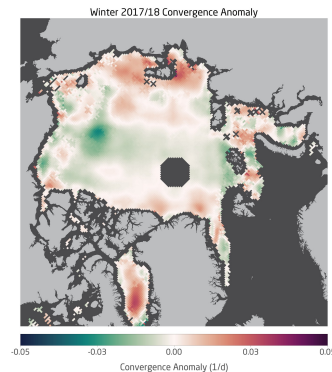 Winter 2017/18 Convergence Anomaly
-0.05 -0.03 0.00 0.03 0.05
Convergence Anomaly (1/d)